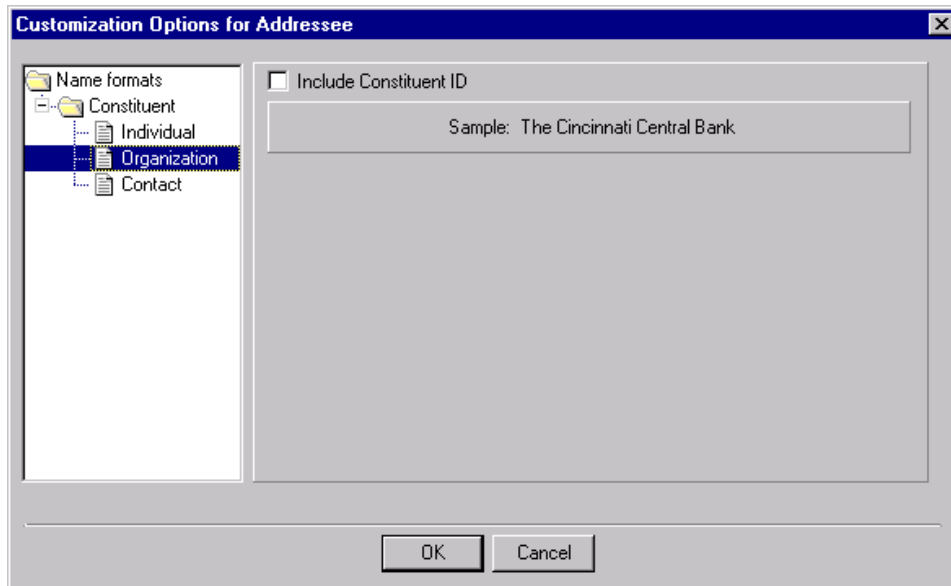 Customization Options for Addressee
Name formats
Constituent
Individual
Organization
Contact
Include Constituent ID
Sample: The Cincinnati Central Bank
OK
Cancel